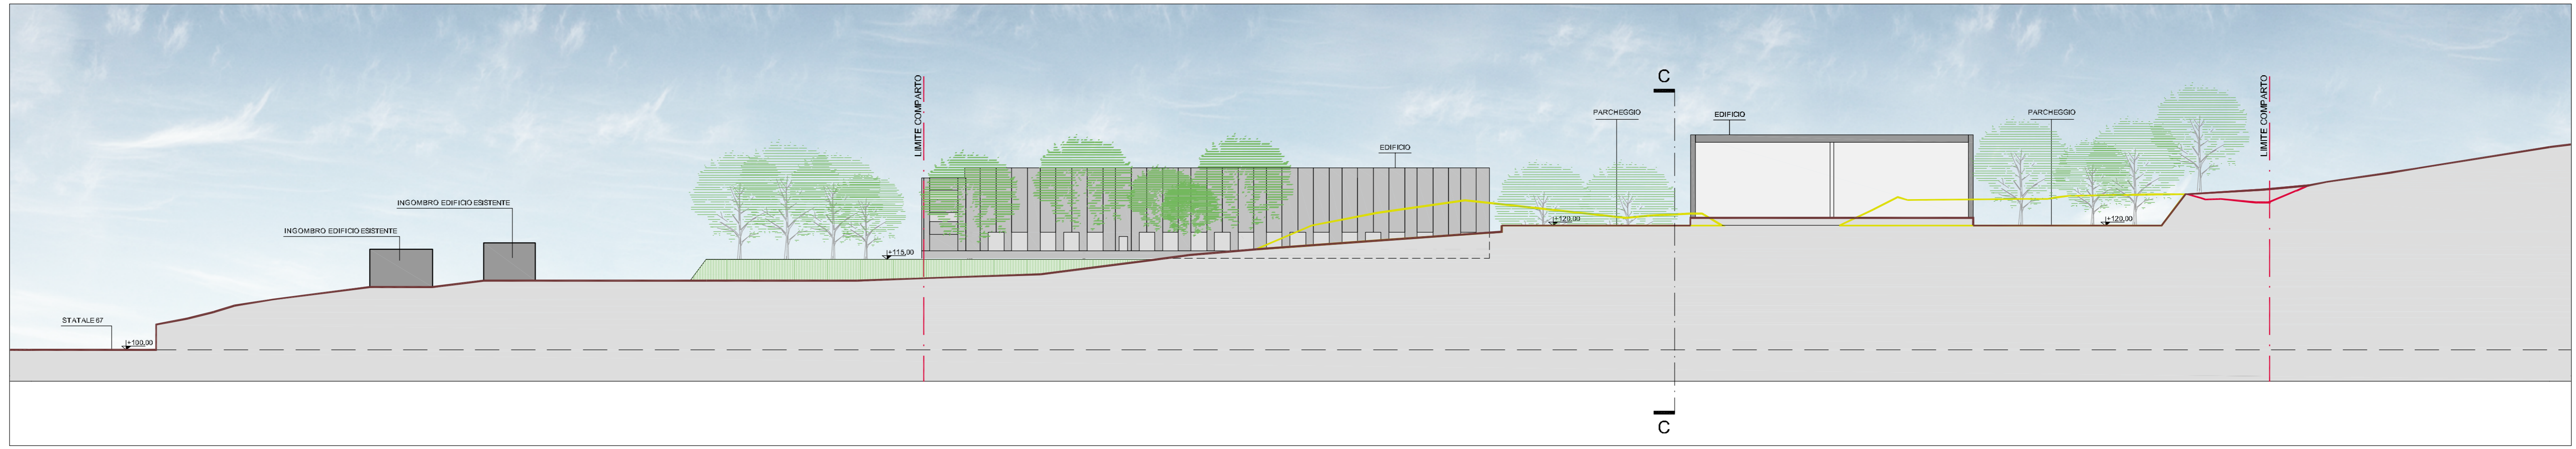 STATALE 67
+100,00
INGOMBRO EDIFICIO ESISTENTE
INGOMBRO EDIFICIO ESISTENTE
+115,00
LIMITE COMPARTO
EDIFICIO
+120,00
PARCHEGGIO
C
C
EDIFICIO
PARCHEGGIO
+120,00
LIMITE COMPARTO